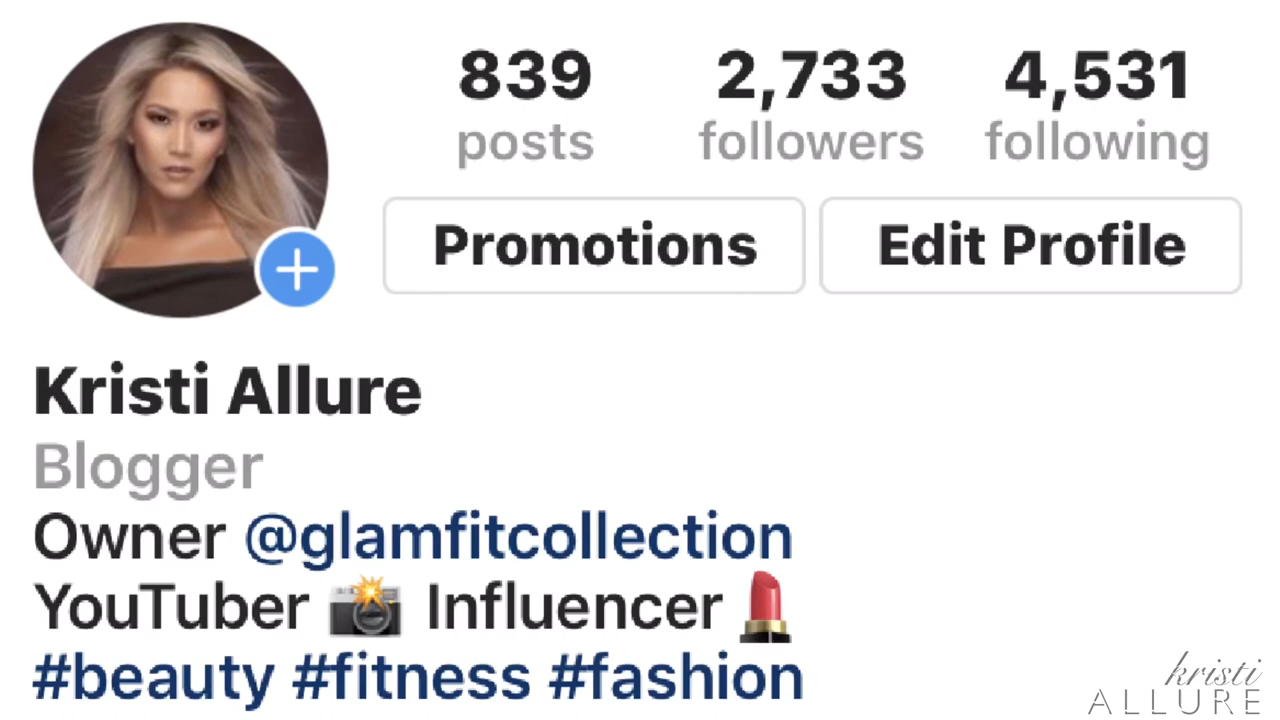 839 2,733 4,531
posts followers following
Promotions Edit Profile
Kristi Allure
Blogger
Owner @glamfitcollection
YouTuber 📸 Influencer 💄
#beauty #fitness #fashion
kristi
ALLURE